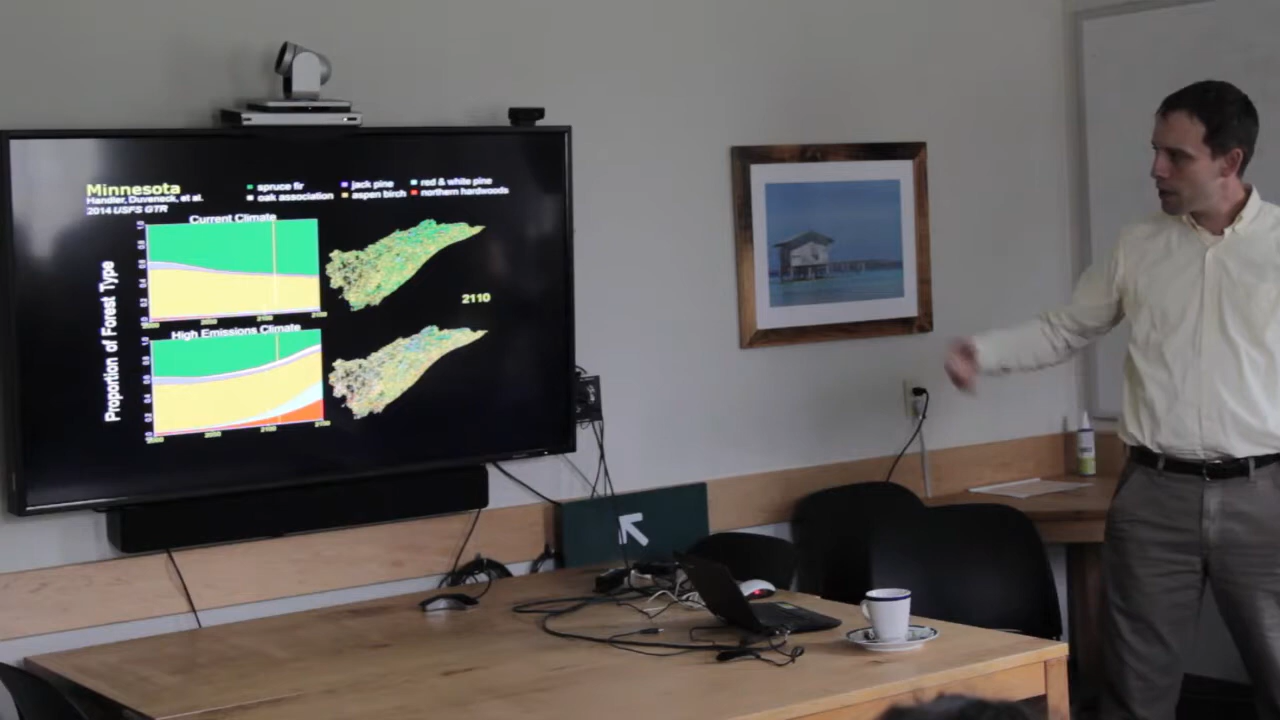 Minnesota
Handler, Duveneck, et al.
2014 USFS GTR
spruce fir
jack pine
red & white pine
oak association
aspen birch
northern hardwoods
Current Climate
Proportion of Forest Type
2110
High Emissions Climate